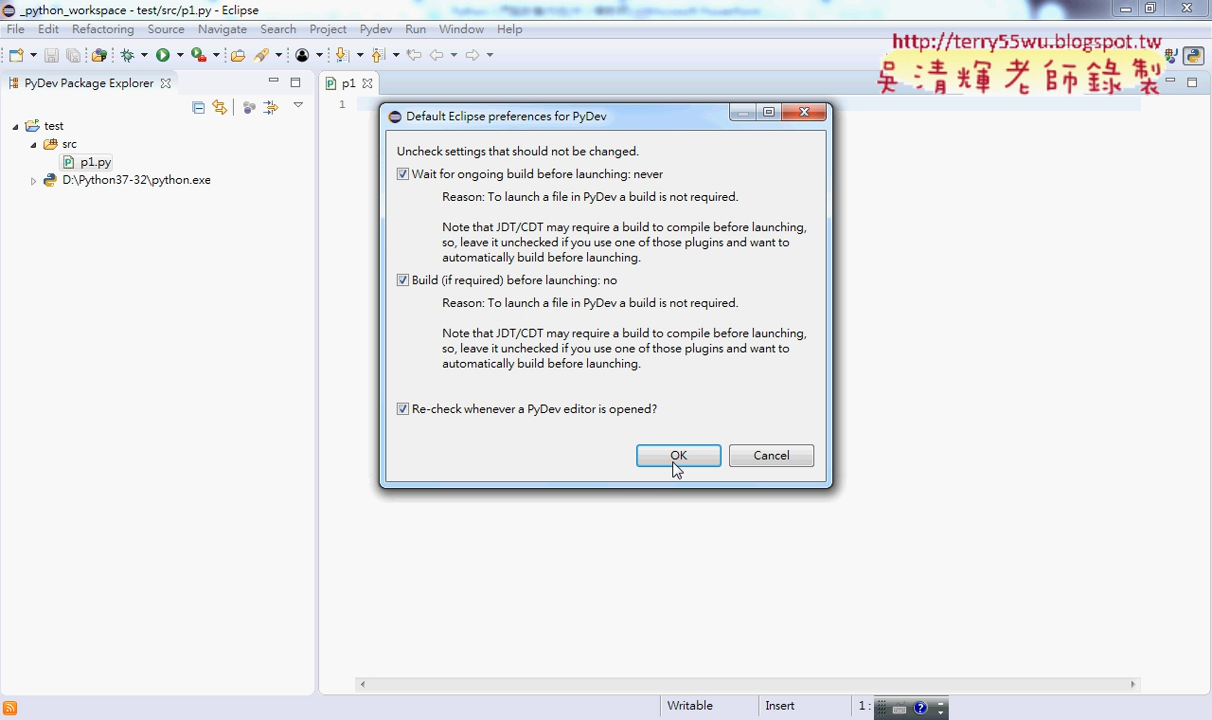 _python_workspace - test/src/p1.py - Eclipse
File Edit Refactoring Source Navigate Search Project Pydev Run Window Help
http://terry55wu.blogspot.tw
吳清輝老師錄製
PyDev Package Explorer
p1
test
src
p1.py
D:\Python37-32\python.exe
1
Default Eclipse preferences for PyDev
Uncheck settings that should not be changed.
Wait for ongoing build before launching: never
Reason: To launch a file in PyDev a build is not required.
Note that JDT/CDT may require a build to compile before launching,
so, leave it unchecked if you use one of those plugins and want to
automatically build before launching.
Build (if required) before launching: no
Reason: To launch a file in PyDev a build is not required.
Note that JDT/CDT may require a build to compile before launching,
so, leave it unchecked if you use one of those plugins and want to
automatically build before launching.
Re-check whenever a PyDev editor is opened?
OK Cancel
Writable Insert 1 :